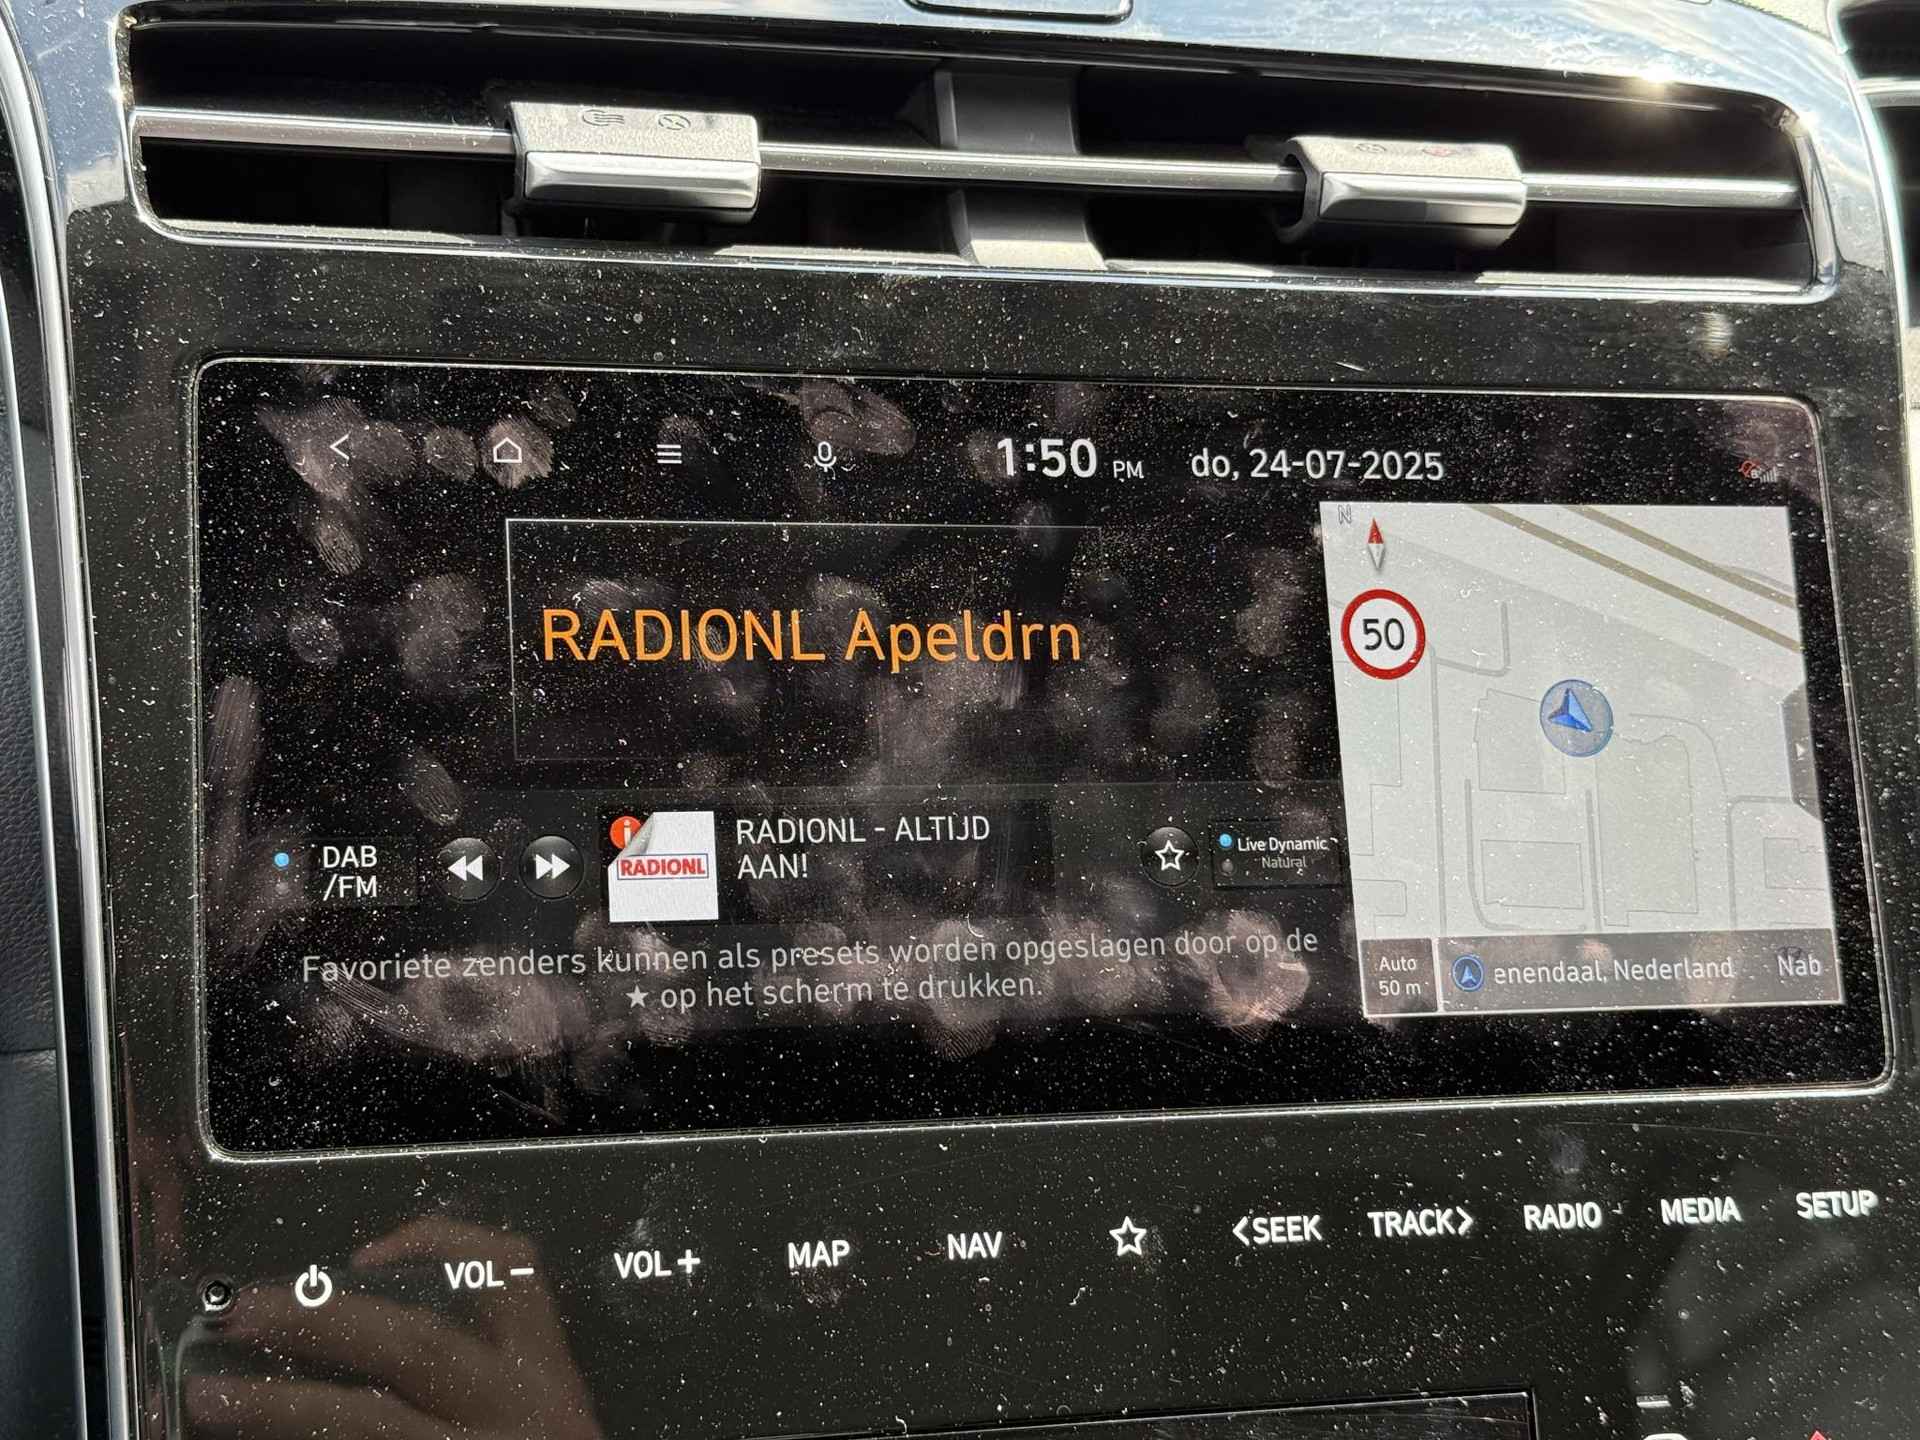 1:50 PM do, 24-07-2025
N
50
RADIONL Apeldrn
DAB
/FM
i
RADIONL
RADIONL - ALTIJD
AAN!
Live Dynamic
Natural
Favoriete zenders kunnen als presets worden opgeslagen door op de
★ op het scherm te drukken.
Auto
50 m
enendaal, Nederland Nab
VOL - VOL + MAP NAV <SEEK TRACK> RADIO MEDIA SETUP